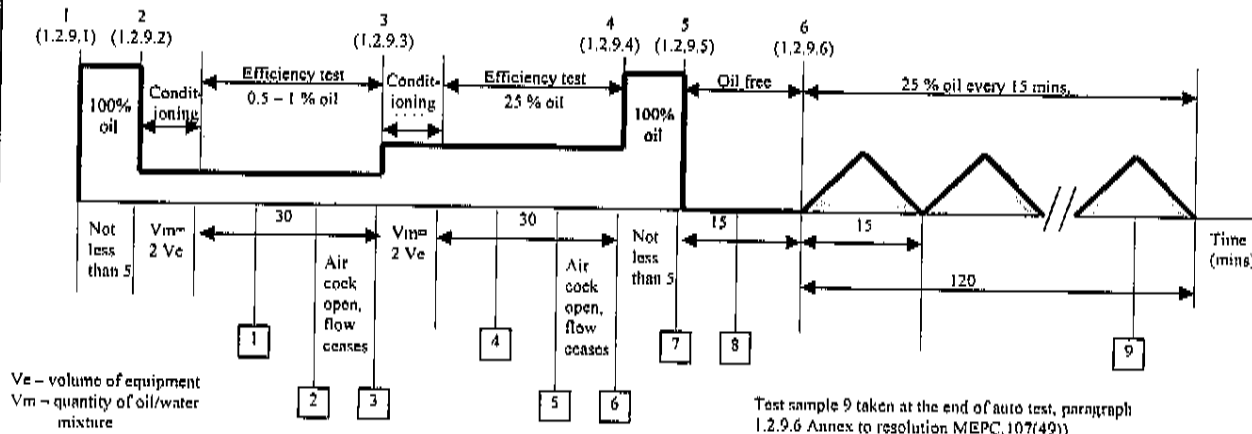 1
(1.2.9.1)
2
(1.2.9.2)
3
(1.2.9.3)
4
(1.2.9.4)
5
(1.2.9.5)
6
(1.2.9.6)
100%
oil
Condit-
ioning
Efficiency test
0.5 – 1 % oil
Condit-
ioning
Efficiency test
25 % oil
100%
oil
Oil free
25 % oil every 15 mins.
Not
less
than 5
Vm=
2 Ve
30
Air
cock
open,
flow
ceases
Vm=
2 Ve
30
Air
cock
open,
flow
ceases
Not
less
than 5
15
15
120
Time
(mins)
1
2
3
4
5
6
7
8
9
Ve – volume of equipment
Vm – quantity of oil/water
mixture
Test sample 9 taken at the end of auto test, paragraph
1.2.9.6 Annex to resolution MEPC.107(49))